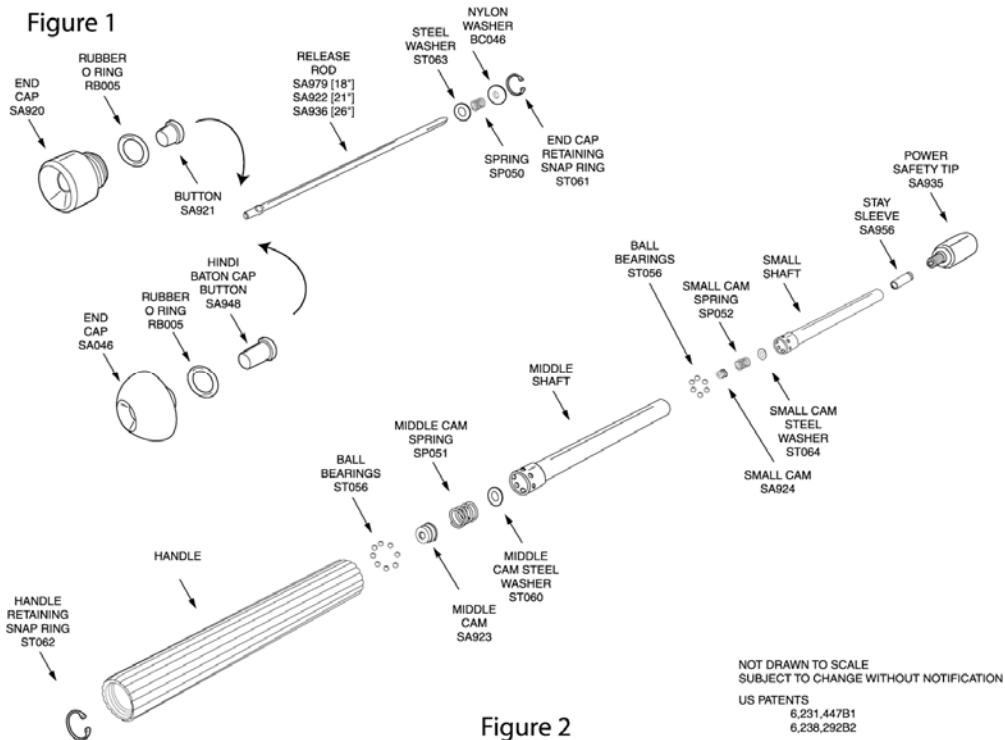 Figure 1
NYLON
WASHER
BC046
STEEL
WASHER
ST063
RUBBER
O RING
RB005
RELEASE
ROD
SA979 [18"]
SA922 [21"]
SA936 [26"]
END
CAP
SA920
BUTTON
SA921
SPRING
SP050
END CAP
RETAINING
SNAP RING
ST061
POWER
SAFETY TIP
SA935
STAY
SLEEVE
SA956
HINDI
BATON CAP
BUTTON
SA948
RUBBER
O RING
RB005
END
CAP
SA046
BALL
BEARINGS
ST056
SMALL
SHAFT
SMALL CAM
SPRING
SP052
MIDDLE
SHAFT
SMALL CAM
STEEL
WASHER
ST064
SMALL CAM
SA924
MIDDLE CAM
SPRING
SP051
BALL
BEARINGS
ST056
MIDDLE
CAM STEEL
WASHER
ST060
MIDDLE
CAM
SA923
HANDLE
HANDLE
RETAINING
SNAP RING
ST062
NOT DRAWN TO SCALE
SUBJECT TO CHANGE WITHOUT NOTIFICATION
US PATENTS
6,231,447B1
6,238,292B2
Figure 2